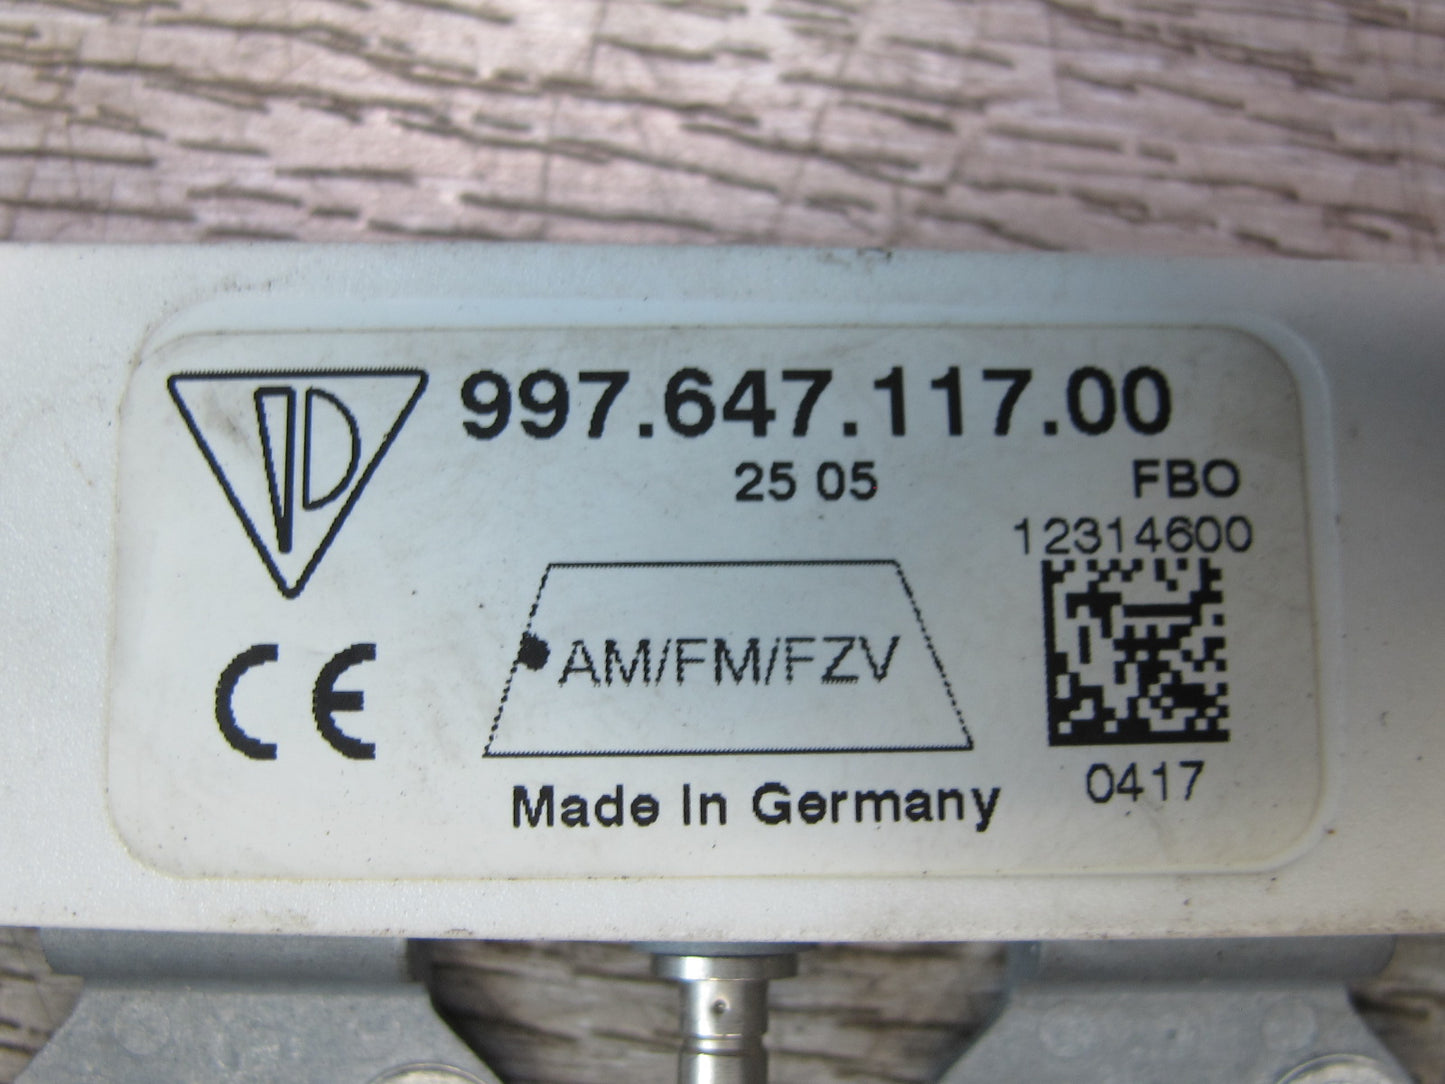 997.647.117.00
25 05 FBO
12314600
AM/FM/FZV
CE
0417
Made In Germany